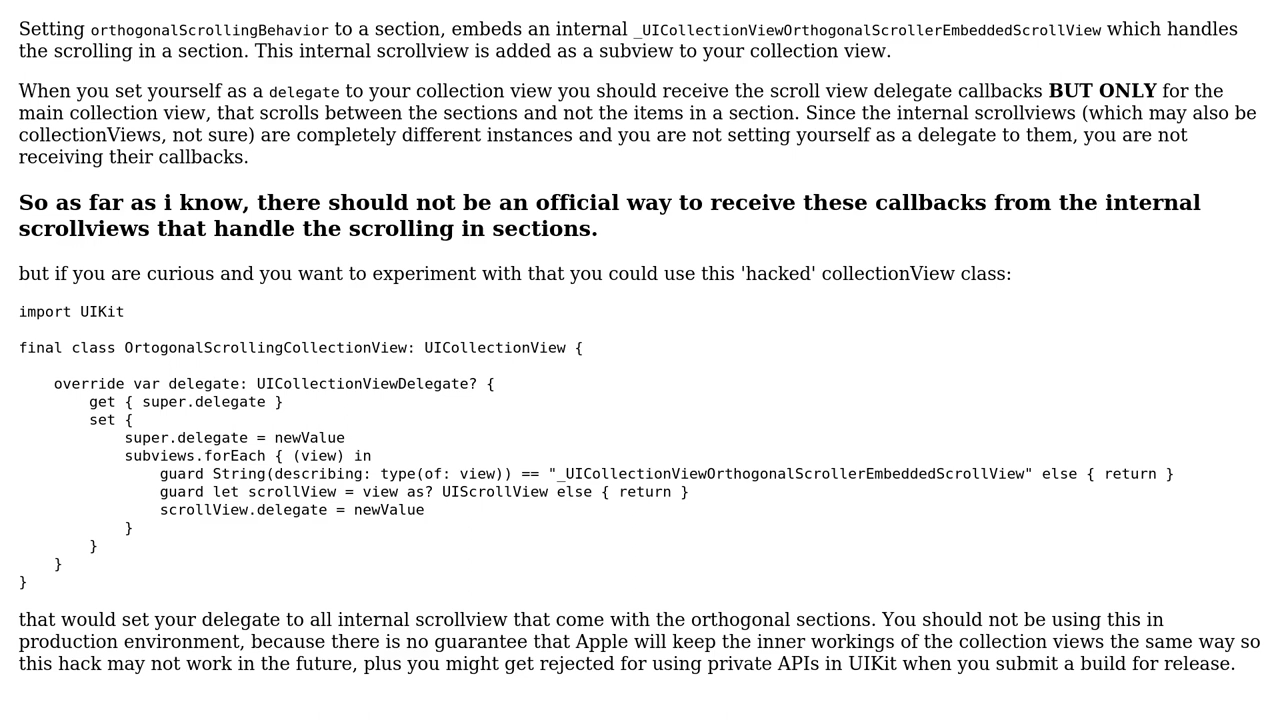 Setting orthogonalScrollingBehavior to a section, embeds an internal _UICollectionViewOrthogonalScrollerEmbeddedScrollView which handles
the scrolling in a section. This internal scrollview is added as a subview to your collection view.
When you set yourself as a delegate to your collection view you should receive the scroll view delegate callbacks BUT ONLY for the
main collection view, that scrolls between the sections and not the items in a section. Since the internal scrollviews (which may also be
collectionViews, not sure) are completely different instances and you are not setting yourself as a delegate to them, you are not
receiving their callbacks.
So as far as i know, there should not be an official way to receive these callbacks from the internal
scrollviews that handle the scrolling in sections.
but if you are curious and you want to experiment with that you could use this 'hacked' collectionView class:
import UIKit
final class OrtogonalScrollingCollectionView: UICollectionView {
    override var delegate: UICollectionViewDelegate? {
        get { super.delegate }
        set {
            super.delegate = newValue
            subviews.forEach { (view) in
                guard String(describing: type(of: view)) == "_UICollectionViewOrthogonalScrollerEmbeddedScrollView" else { return }
                guard let scrollView = view as? UIScrollView else { return }
                scrollView.delegate = newValue
            }
        }
    }
}
that would set your delegate to all internal scrollview that come with the orthogonal sections. You should not be using this in
production environment, because there is no guarantee that Apple will keep the inner workings of the collection views the same way so
this hack may not work in the future, plus you might get rejected for using private APIs in UIKit when you submit a build for release.